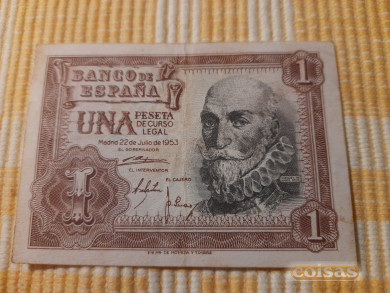 BANCO DE
ESPAÑA
1
UNA PESETA
DE CURSO
LEGAL
Madrid 22 de Julio de 1953
EL GOBERNADOR
EL INTERVENTOR
EL CAJERO
1
1
coisas